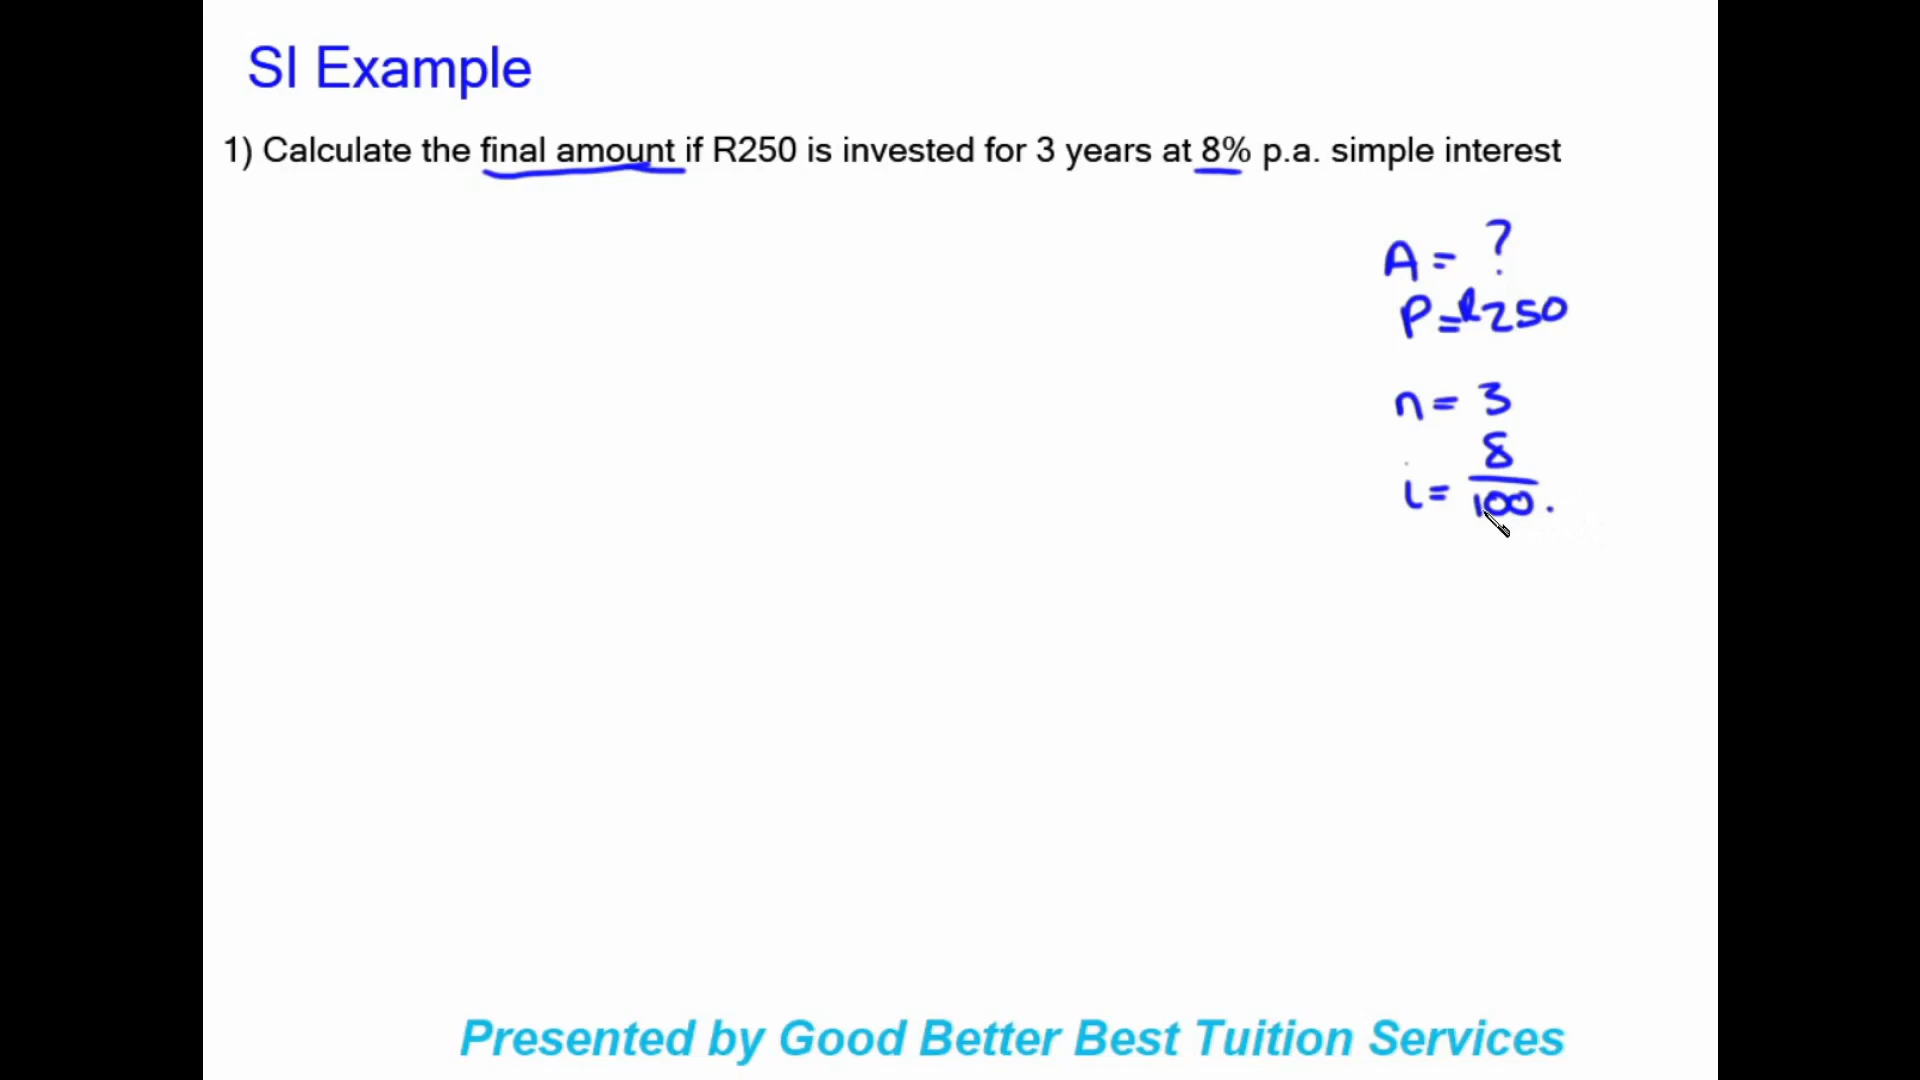 SI Example
1) Calculate the final amount if R250 is invested for 3 years at 8% p.a. simple interest
A = ?
P = R250
n = 3
8
i = 
100.
Presented by Good Better Best Tuition Services